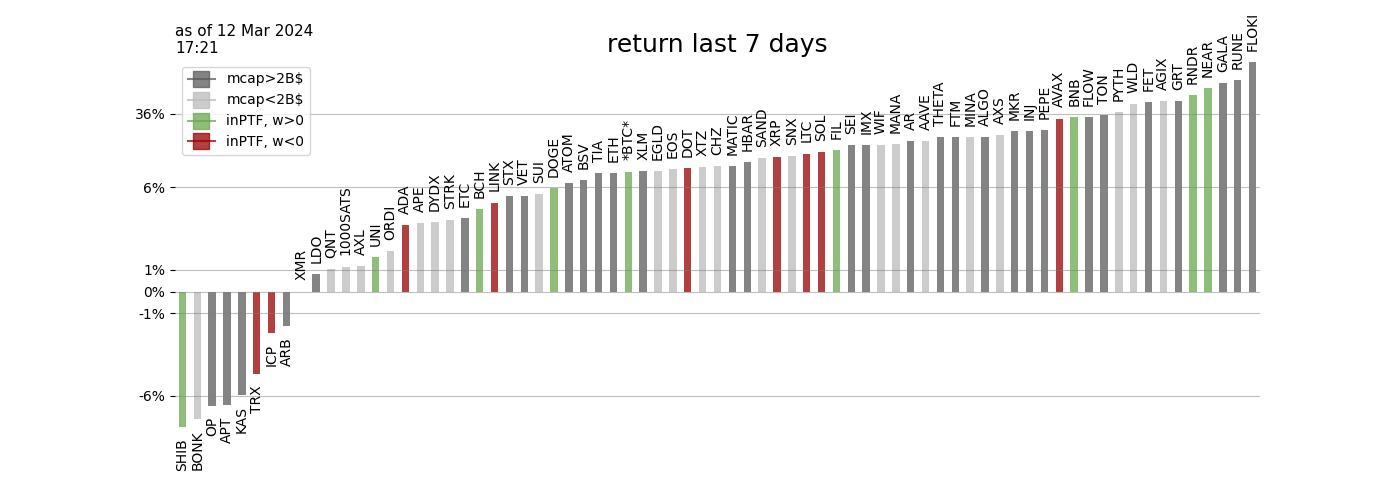 as of 12 Mar 2024
17:21
return last 7 days
mcap>2B$
mcap<2B$
inPTF, w>0
inPTF, w<0
36%
6%
1%
0%
-1%
-6%
SHIB
BONK
OP
APT
KAS
TRX
ICP
ARB
XMR
LDO
QNT
1000SATS
AXL
UNI
ORDI
ADA
APE
DYDX
STRK
ETC
BCH
LINK
STX
VET
SUI
DOGE
ATOM
BSV
TIA
ETH
*BTC*
XLM
EGLD
EOS
DOT
XTZ
CHZ
MATIC
HBAR
SAND
XRP
SNX
LTC
SOL
FIL
SEI
IMX
WIF
MANA
AR
AAVE
THETA
FTM
MINA
ALGO
AXS
MKR
INJ
PEPE
AVAX
BNB
FLOW
TON
PYTH
WLD
FET
AGIX
GRT
RNDR
NEAR
GALA
RUNE
FLOKI